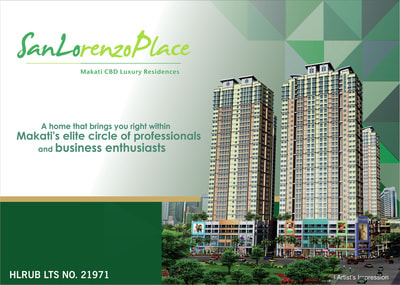 SanLorenzoPlace
Makati CBD Luxury Residences
A home that brings you right within
Makati's elite circle of professionals
and business enthusiasts
HLRUB LTS NO. 21971
Artist's Impression